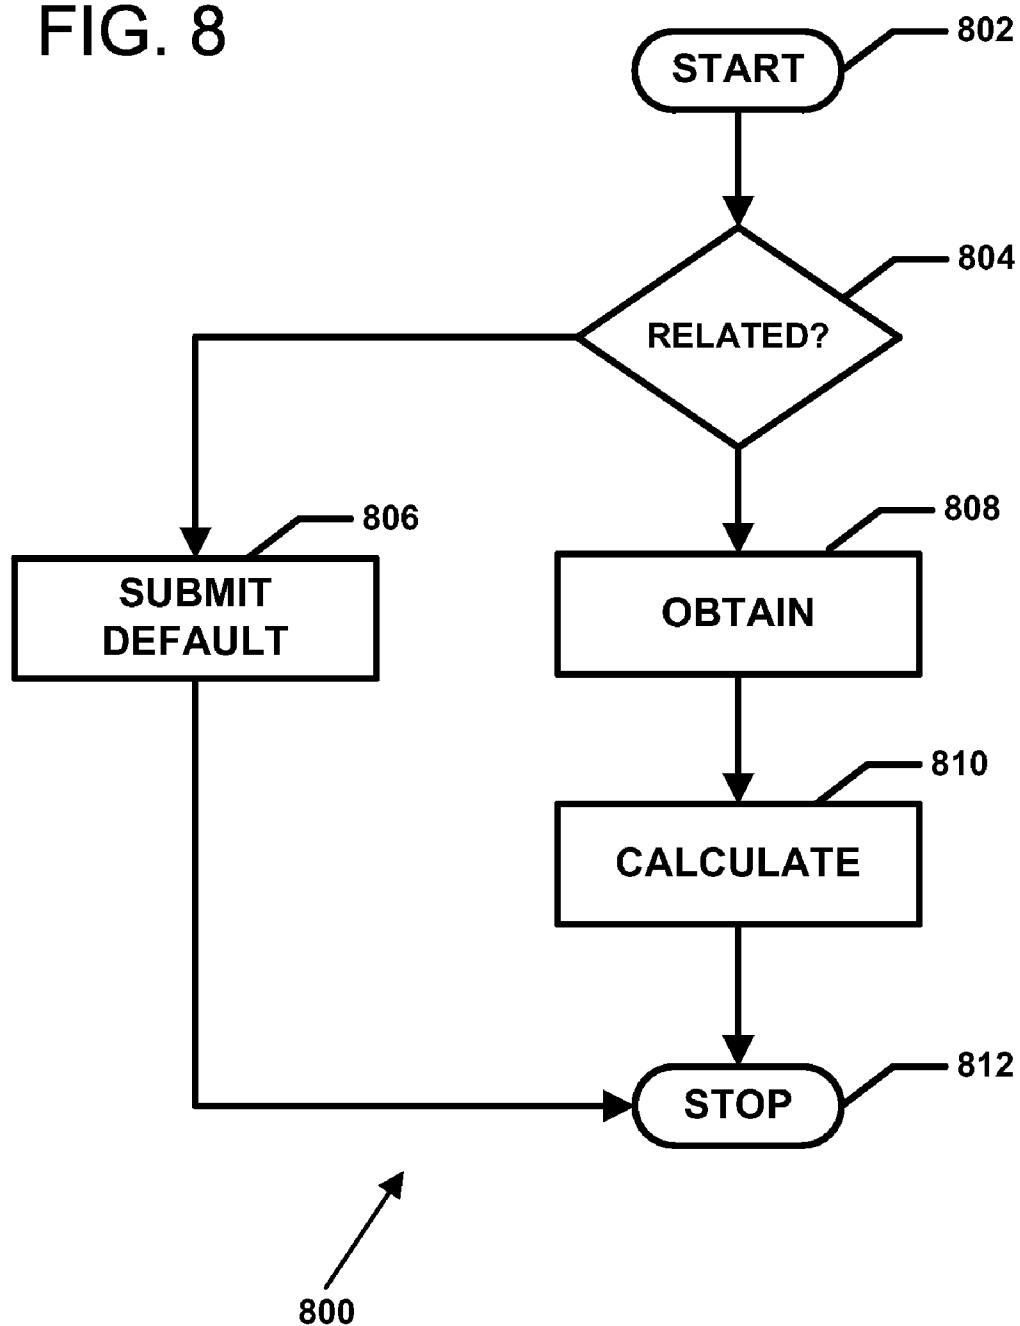 FIG. 8
802
START
804
RELATED?
806
SUBMIT
DEFAULT
808
OBTAIN
810
CALCULATE
812
STOP
800